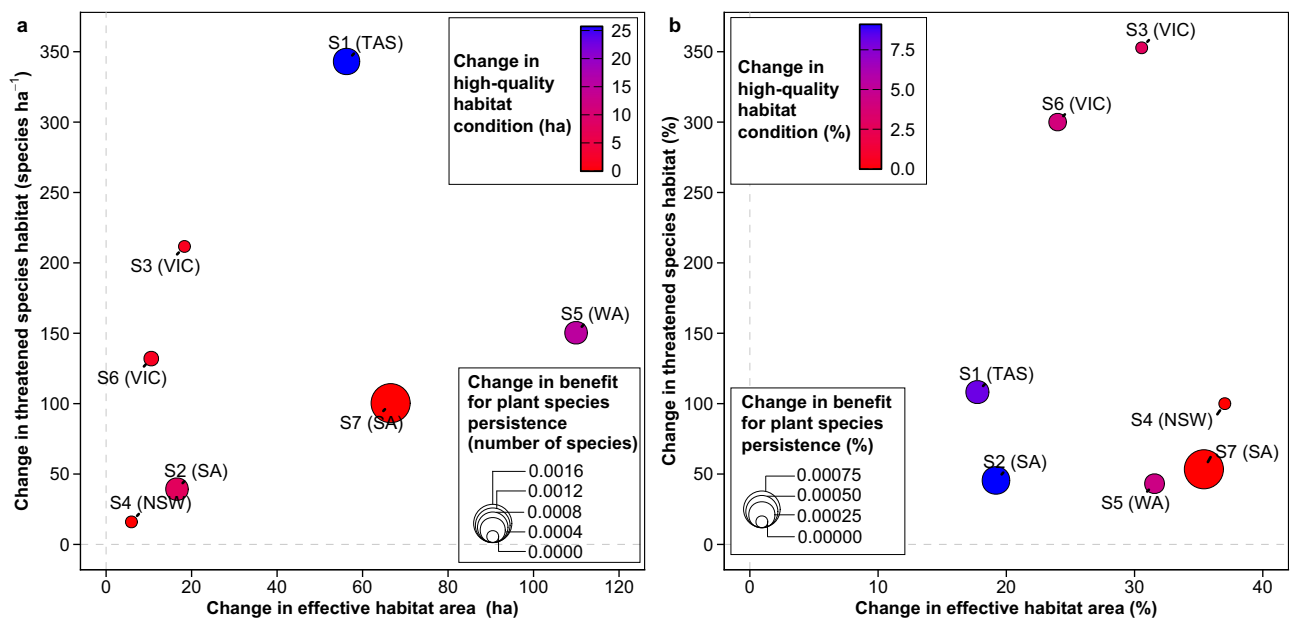 a
Change in threatened species habitat (species ha⁻¹)
350
300
250
200
150
100
50
0
S1 (TAS)
S3 (VIC)
S5 (WA)
S6 (VIC)
S7 (SA)
S2 (SA)
S4 (NSW)
Change in
high-quality
habitat
condition (ha)
25
20
15
10
5
0
Change in benefit
for plant species
persistence
(number of species)
0.0016
0.0012
0.0008
0.0004
0.0000
0
20
40
60
80
100
120
Change in effective habitat area (ha)
b
Change in threatened species habitat (%)
350
300
250
200
150
100
50
0
Change in
high-quality
habitat
condition (%)
7.5
5.0
2.5
0.0
S3 (VIC)
S6 (VIC)
S1 (TAS)
S4 (NSW)
S2 (SA)
S7 (SA)
S5 (WA)
Change in benefit
for plant species
persistence (%)
0.00075
0.00050
0.00025
0.00000
0
10
20
30
40
Change in effective habitat area (%)